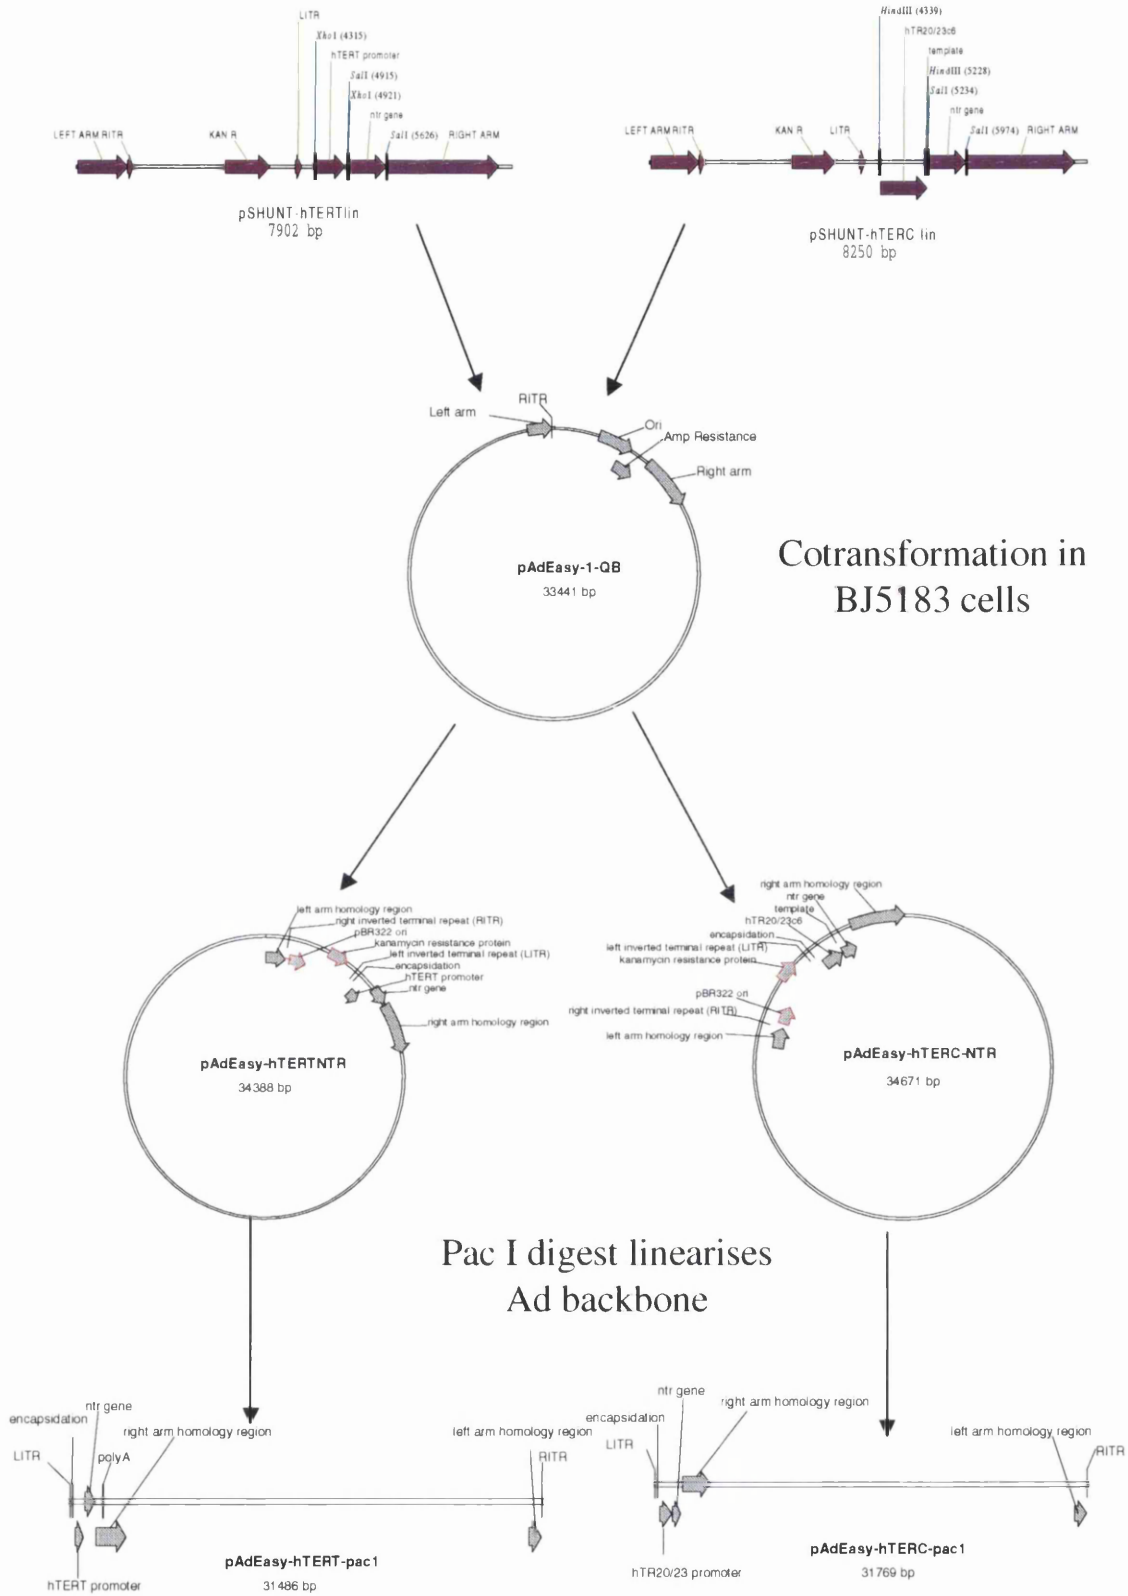 LITR
XhoI (4315)
hTERT promoter
SalI (4915)
XhoI (4921)
ntr gene
LEFT ARM RITR
KAN R
SalI (5626)
RIGHT ARM
pSHUNT-hTERTlin
7902 bp
HindIII (4339)
hTR20/23c6
template
HindIII (5228)
SalI (5234)
ntr gene
LEFT ARM RITR
KAN R
LITR
SalI (5974)
RIGHT ARM
pSHUNT-hTERC lin
8250 bp
Left arm
RITR
Ori
Amp Resistance
Right arm
pAdEasy-1-QB
33441 bp
Cotransformation in
BJ5183 cells
left arm homology region
right inverted terminal repeat (RITR)
pBR322 ori
kanamycin resistance protein
left inverted terminal repeat (LITR)
encapsidation
hTERT promoter
ntr gene
right arm homology region
pAdEasy-hTERTNTR
34388 bp
right arm homology region
ntr gene
template
hTR20/23c6
encapsidation
left inverted terminal repeat (LITR)
kanamycin resistance protein
pBR322 ori
right inverted terminal repeat (RITR)
left arm homology region
pAdEasy-hTERC-NTR
34671 bp
Pac I digest linearises
Ad backbone
ntr gene
encapsidation
right arm homology region
LITR
polyA
left arm homology region
RITR
pAdEasy-hTERT-pac1
31486 bp
hTERT promoter
ntr gene
right arm homology region
encapsidation
LITR
left arm homology region
RITR
pAdEasy-hTERC-pac1
hTR20/23 promoter
31769 bp